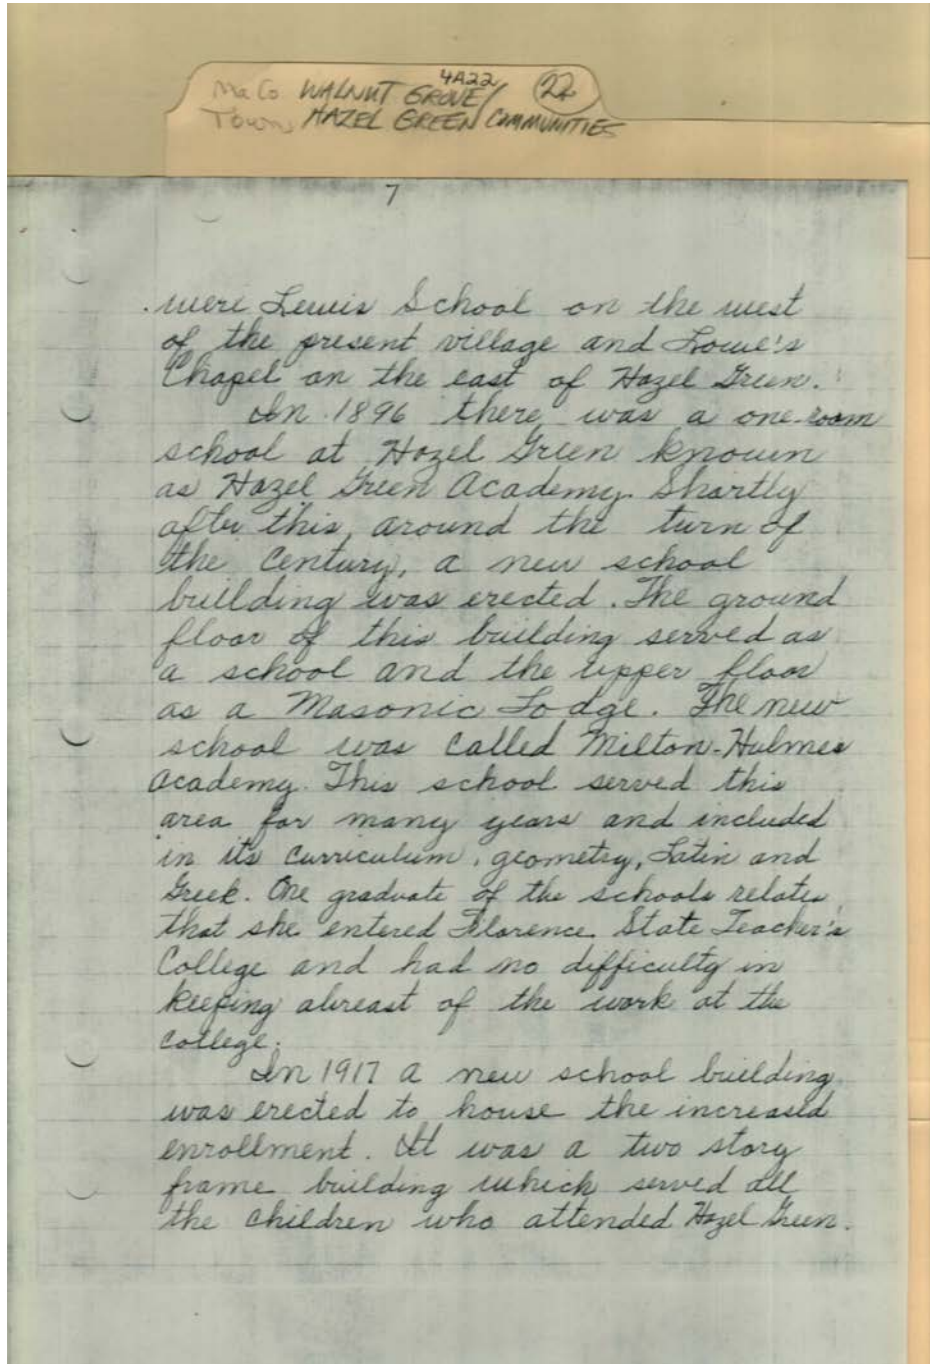 4A22
Ma Co WALNUT GROVE/ 22
Town HAZEL GREEN COMMUNITIES
7
were Lewis School on the west
of the present village and Lowe's
Chapel on the east of Hazel Green.
In 1896 there was a one-room
school at Hazel Green known
as Hazel Green Academy. Shortly
after this, around the turn of
the Century, a new school
building was erected. The ground
floor of this building served as
a school and the upper floor
as a Masonic Lodge. The new
school was called Milton-Hulmes
Academy. This school served this
area for many years and included
in its curriculum, geometry, Latin and
Greek. One graduate of the schools relates
that she entered Florence State Teacher's
College and had no difficulty in
keeping abreast of the work at the
College.
In 1917 a new school building
was erected to house the increased
enrollment. It was a two story
frame building which served all
the children who attended Hazel Green.